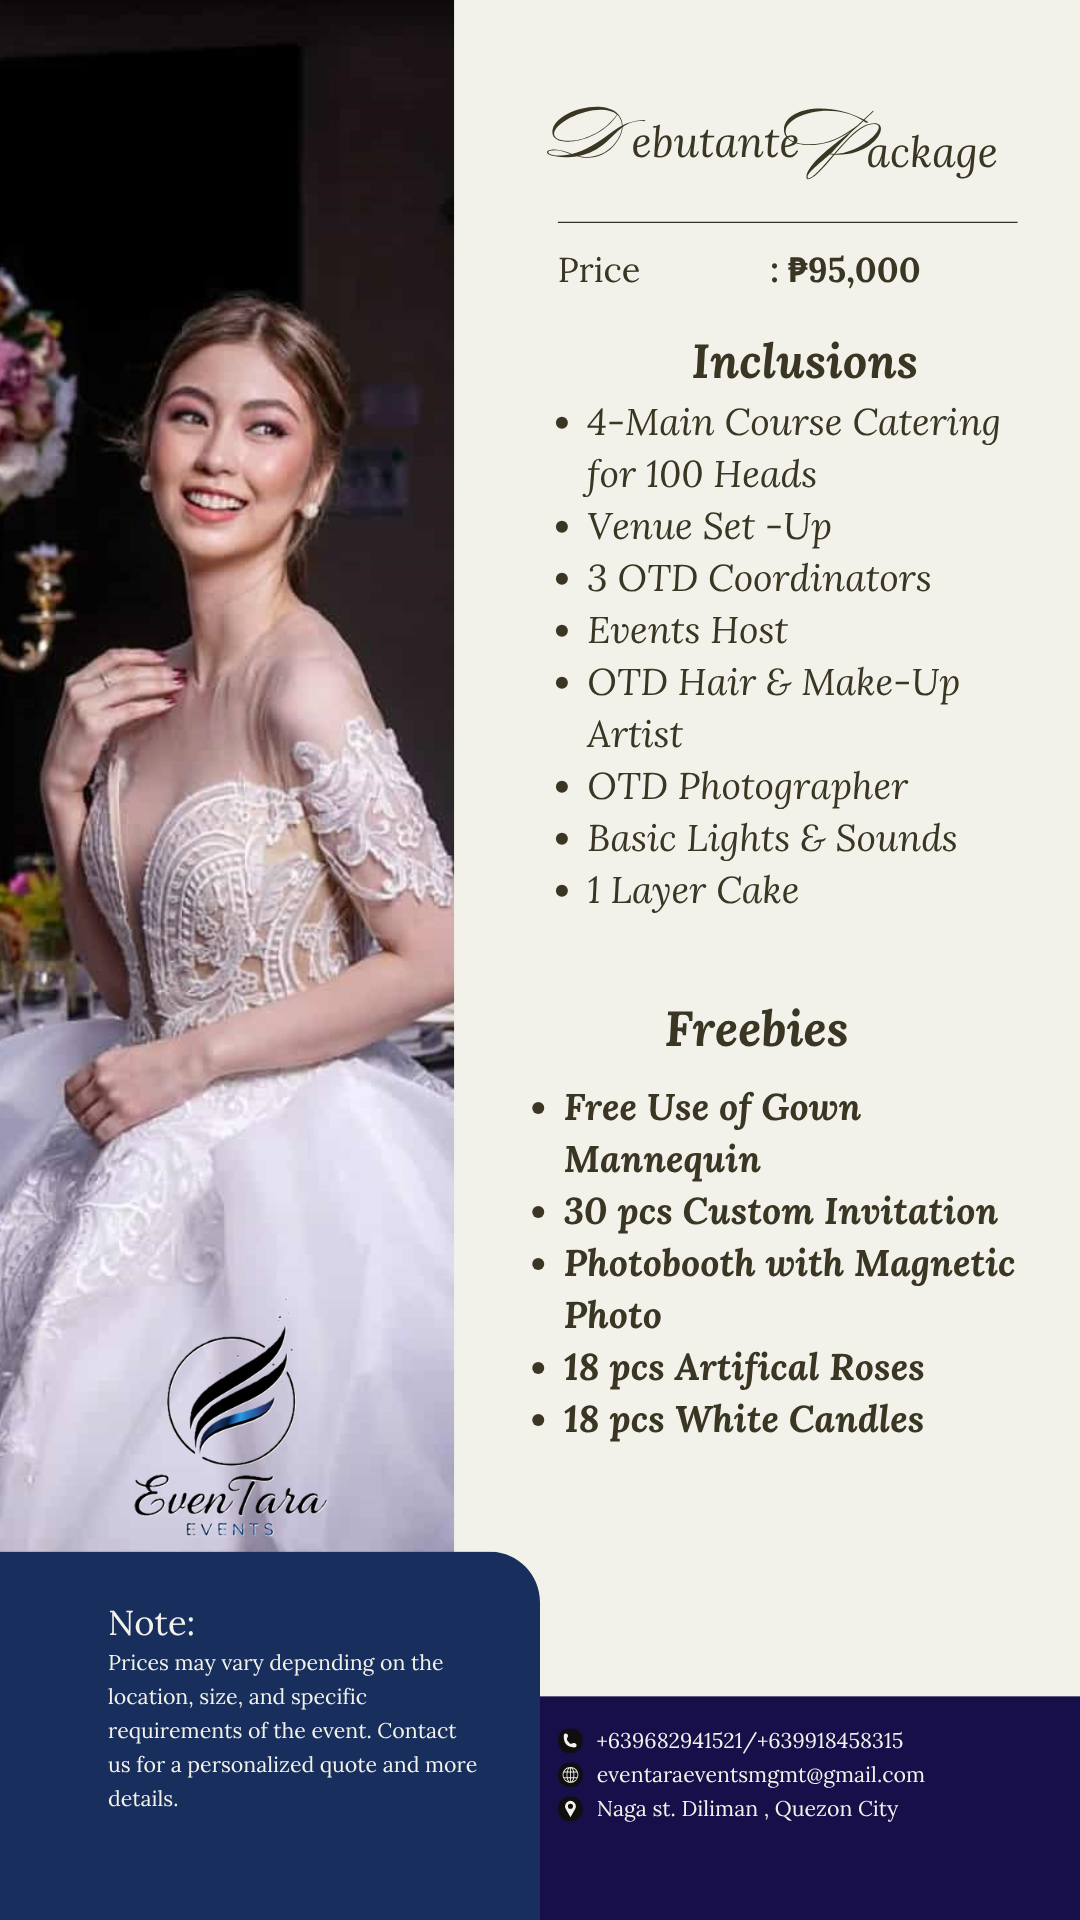 Debutante Package
Price : ₱95,000
Inclusions
• 4-Main Course Catering
for 100 Heads
• Venue Set -Up
• 3 OTD Coordinators
• Events Host
• OTD Hair & Make-Up
Artist
• OTD Photographer
• Basic Lights & Sounds
• 1 Layer Cake
Freebies
• Free Use of Gown
Mannequin
• 30 pcs Custom Invitation
• Photobooth with Magnetic
Photo
• 18 pcs Artifical Roses
• 18 pcs White Candles
EvenTara
EVENTS
Note:
Prices may vary depending on the
location, size, and specific
requirements of the event. Contact
us for a personalized quote and more
details.
+639682941521/+639918458315
eventaraeventsmgmt@gmail.com
Naga st. Diliman , Quezon City